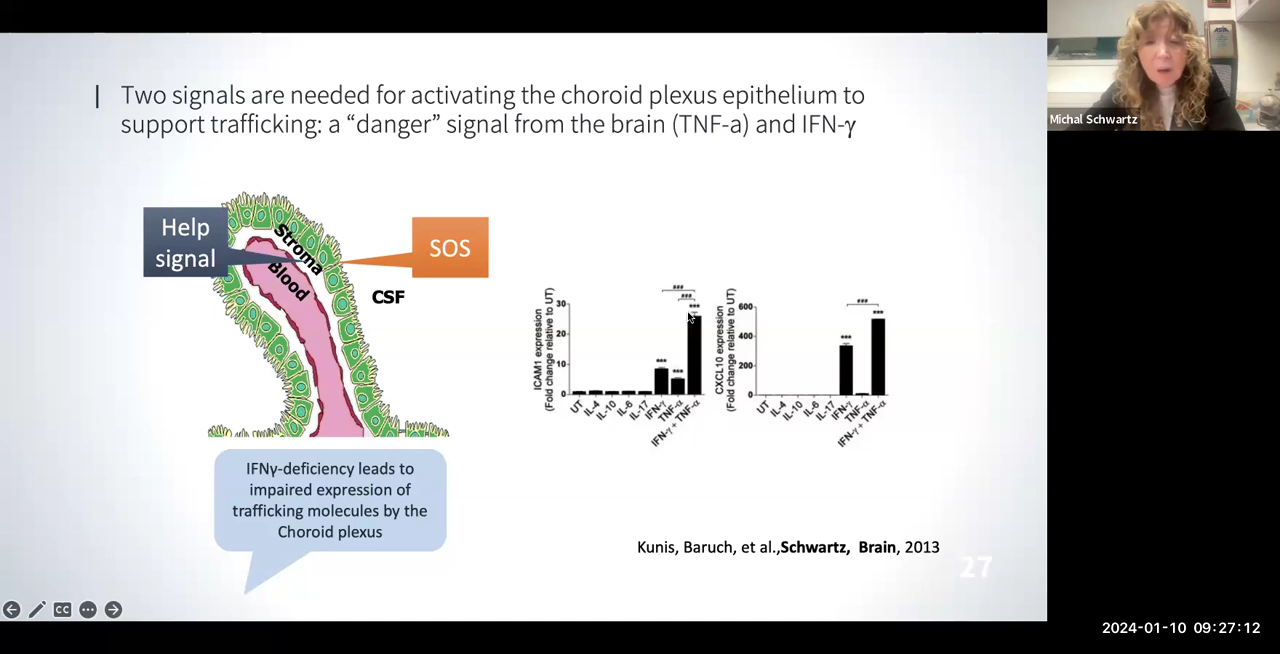 Two signals are needed for activating the choroid plexus epithelium to
support trafficking: a “danger” signal from the brain (TNF-a) and IFN-γ
Michal Schwartz
Help
signal
Stroma
Blood
SOS
CSF
ICAM1 expression
(Fold change relative to UT)
30
20
10
0
###
###
***
***
***
UT
IL-4
IL-10
IL-6
IL-17
IFN-γ
TNF-α
IFN-γ + TNF-α
CXCL10 expression
(Fold change relative to UT)
600
400
200
0
###
***
***
UT
IL-4
IL-10
IL-6
IL-17
IFN-γ
TNF-α
IFN-γ + TNF-α
IFNγ-deficiency leads to
impaired expression of
trafficking molecules by the
Choroid plexus
Kunis, Baruch, et al.,Schwartz, Brain, 2013
27
CC
2024-01-10 09:27:12